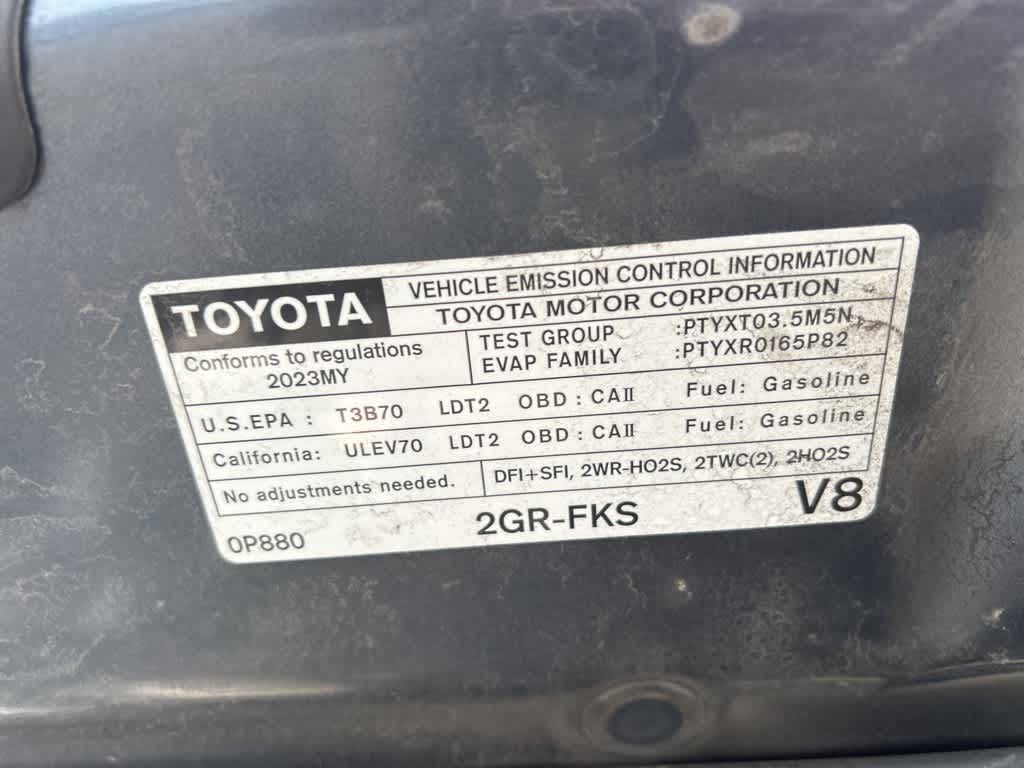 TOYOTA VEHICLE EMISSION CONTROL INFORMATION
TOYOTA MOTOR CORPORATION
Conforms to regulations
2023MY
TEST GROUP :PTYXT03.5M5N
EVAP FAMILY :PTYXR0165P82
U.S.EPA : T3B70 LDT2 OBD : CAII Fuel: Gasoline
California: ULEV70 LDT2 OBD : CAII Fuel: Gasoline
No adjustments needed. DFI+SFI, 2WR-HO2S, 2TWC(2), 2HO2S
0P880 2GR-FKS V8